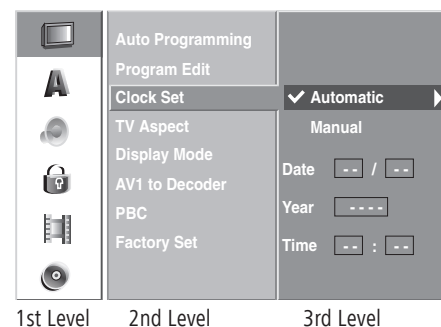 A
Auto Programming
Program Edit
Clock Set
TV Aspect
Display Mode
AV1 to Decoder
PBC
Factory Set
✔ Automatic
Manual
Date -- / --
Year ----
Time -- : --
1st Level 2nd Level 3rd Level